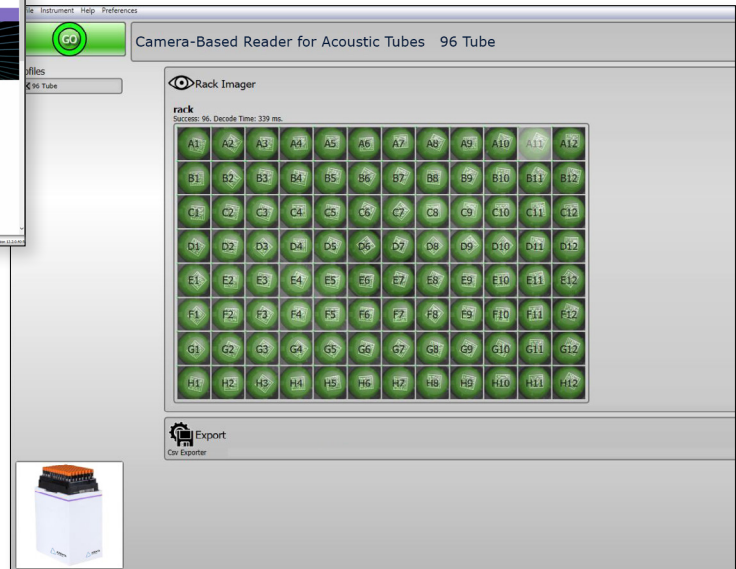 File Instrument Help Preferences
GO
Camera-Based Reader for Acoustic Tubes 96 Tube
ofiles
96 Tube
Rack Imager
rack
Success: 96. Decode Time: 339 ms.
A1 A2 A3 A4 A5 A6 A7 A8 A9 A10 A11 A12
B1 B2 B3 B4 B5 B6 B7 B8 B9 B10 B11 B12
C1 C2 C3 C4 C5 C6 C7 C8 C9 C10 C11 C12
D1 D2 D3 D4 D5 D6 D7 D8 D9 D10 D11 D12
E1 E2 E3 E4 E5 E6 E7 E8 E9 E10 E11 E12
F1 F2 F3 F4 F5 F6 F7 F8 F9 F10 F11 F12
G1 G2 G3 G4 G5 G6 G7 G8 G9 G10 G11 G12
H1 H2 H3 H4 H5 H6 H7 H8 H9 H10 H11 H12
Export
Csv Exporter